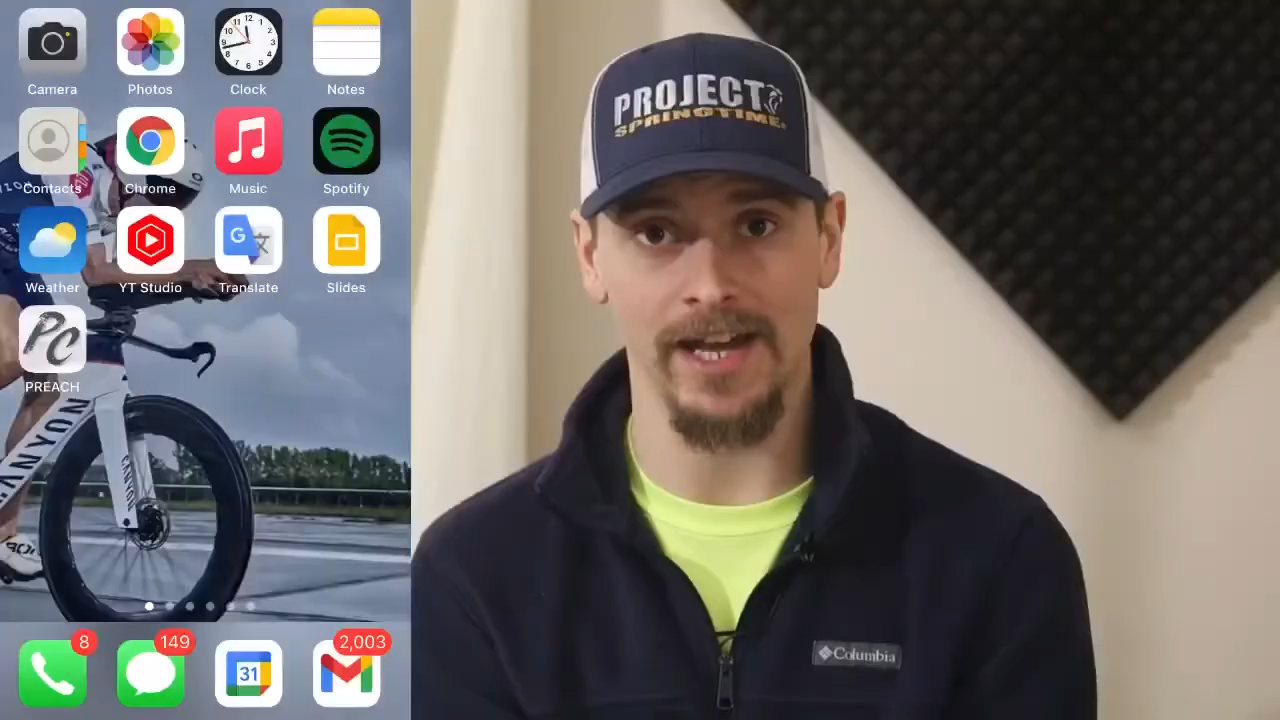 Camera
Photos
Clock
Notes
Contacts
Chrome
Music
Spotify
Weather
YT Studio
Translate
Slides
PC
PREACH
CANYON
CANYON
8
149
31
2,003
PROJECT
SPRINGTIME
Columbia